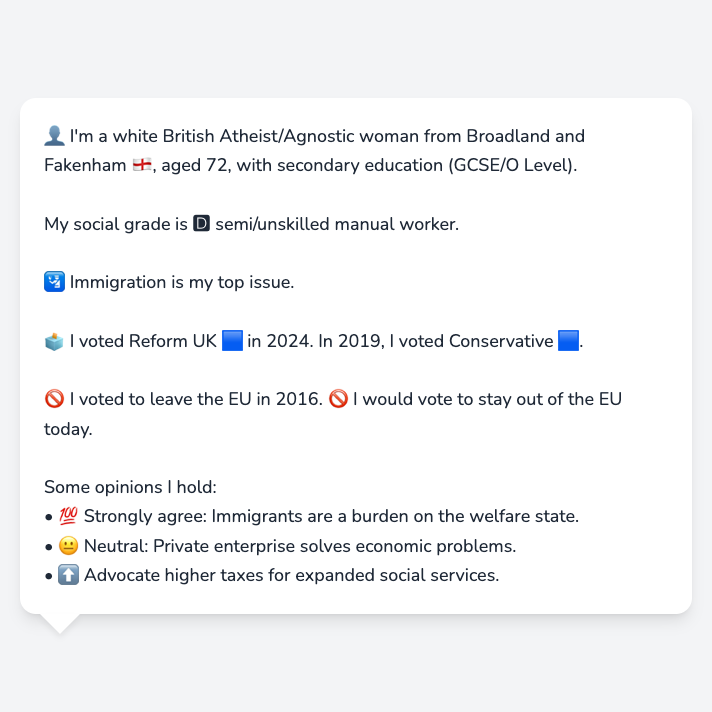 👤 I'm a white British Atheist/Agnostic woman from Broadland and
Fakenham 🏴󠁧󠁢󠁥󠁮󠁧󠁿, aged 72, with secondary education (GCSE/O Level).
My social grade is 🅳 semi/unskilled manual worker.
🛂 Immigration is my top issue.
🗳️ I voted Reform UK 🟦 in 2024. In 2019, I voted Conservative 🟦.
🚫 I voted to leave the EU in 2016. 🚫 I would vote to stay out of the EU
today.
Some opinions I hold:
• 💯 Strongly agree: Immigrants are a burden on the welfare state.
• 😐 Neutral: Private enterprise solves economic problems.
• ⬆️ Advocate higher taxes for expanded social services.